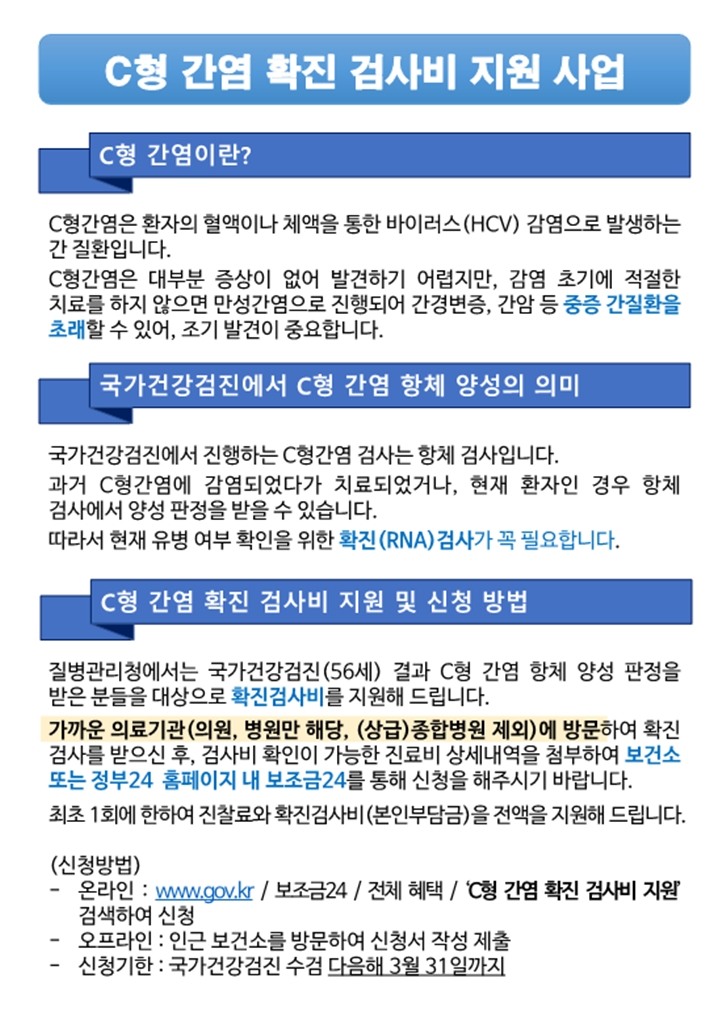 C형 간염 확진 검사비 지원 사업
C형 간염이란?
C형간염은 환자의 혈액이나 체액을 통한 바이러스(HCV) 감염으로 발생하는
간 질환입니다.
C형간염은 대부분 증상이 없어 발견하기 어렵지만, 감염 초기에 적절한
치료를 하지 않으면 만성간염으로 진행되어 간경변증, 간암 등 중증 간질환을
초래할 수 있어, 조기 발견이 중요합니다.
국가건강검진에서 C형 간염 항체 양성의 의미
국가건강검진에서 진행하는 C형간염 검사는 항체 검사입니다.
과거 C형간염에 감염되었다가 치료되었거나, 현재 환자인 경우 항체
검사에서 양성 판정을 받을 수 있습니다.
따라서 현재 유병 여부 확인을 위한 확진(RNA)검사가 꼭 필요합니다.
C형 간염 확진 검사비 지원 및 신청 방법
질병관리청에서는 국가건강검진(56세) 결과 C형 간염 항체 양성 판정을
받은 분들을 대상으로 확진검사비를 지원해 드립니다.
가까운 의료기관(의원, 병원만 해당, (상급)종합병원 제외)에 방문하여 확진
검사를 받으신 후, 검사비 확인이 가능한 진료비 상세내역을 첨부하여 보건소
또는 정부24 홈페이지 내 보조금24를 통해 신청을 해주시기 바랍니다.
최초 1회에 한하여 진찰료와 확진검사비(본인부담금)을 전액을 지원해 드립니다.
(신청방법)
- 온라인 : www.gov.kr / 보조금24 / 전체 혜택 / 'C형 간염 확진 검사비 지원'
검색하여 신청
- 오프라인 : 인근 보건소를 방문하여 신청서 작성 제출
- 신청기한 : 국가건강검진 수검 다음해 3월 31일까지